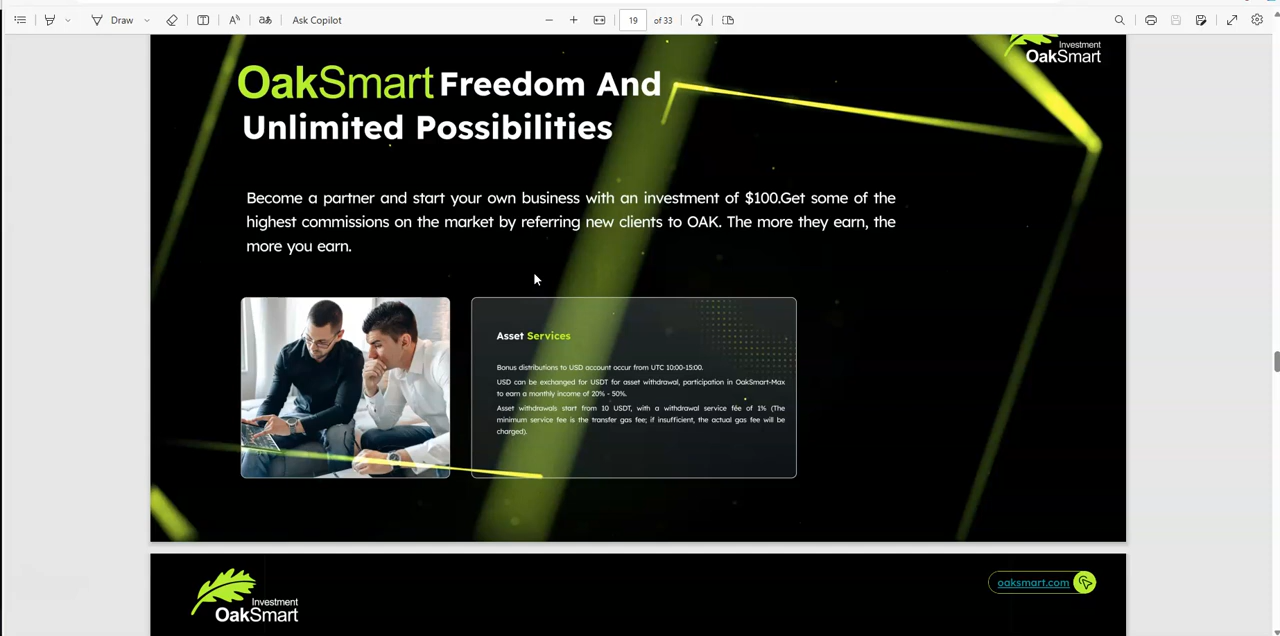 Draw
Ask Copilot
19 of 33
Investment
OakSmart
OakSmart Freedom And
Unlimited Possibilities
Become a partner and start your own business with an investment of $100.Get some of the
highest commissions on the market by referring new clients to OAK. The more they earn, the
more you earn.
Asset Services
Bonus distributions to USD account occur from UTC 10:00-15:00.
USD can be exchanged for USDT for asset withdrawal, participation in OakSmart-Max
to earn a monthly income of 20% - 50%.
Asset withdrawals start from 10 USDT, with a withdrawal service fee of 1% (The
minimum service fee is the transfer gas fee; if insufficient, the actual gas fee will be
charged).
Investment
OakSmart
oaksmart.com